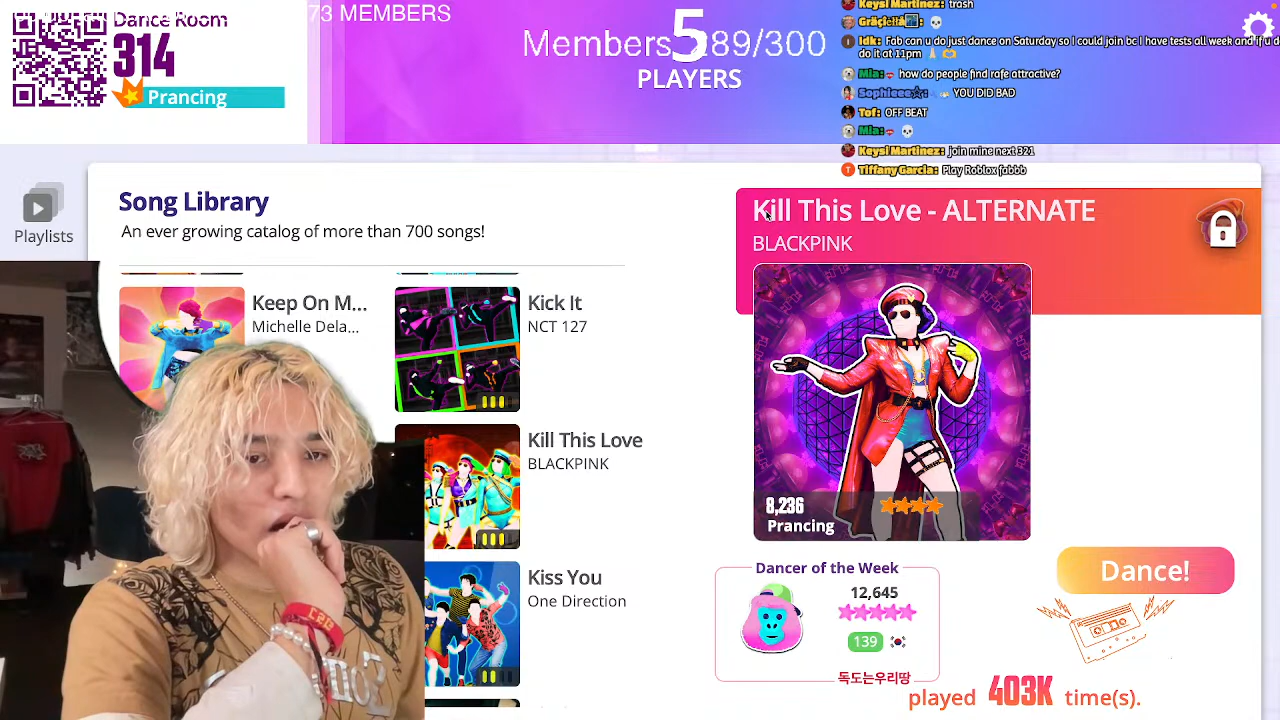 Dance Room
314
Prancing
73 MEMBERS
5
Members 289/300
PLAYERS
Keysi Martinez: trash
Graciella: 💀
Idk: Fab can u do just dance on Saturday so I could join bc I have tests all week and if u d
do it at 11pm
Mia: how do people find rafe attractive?
Sophieee☆: YOU DID BAD
Tof: OFF BEAT
Mia: 💀
Keysi Martinez: join mine next 321
Tiffany Garcia: Play Roblox fabbb
Playlists
Song Library
An ever growing catalog of more than 700 songs!
Keep On M...
Michelle Dela...
Kick It
NCT 127
Kill This Love
BLACKPINK
Kiss You
One Direction
Kill This Love - ALTERNATE
BLACKPINK
8,236
Prancing
Dancer of the Week
12,645
139
독도는우리땅
Dance!
played 403K time(s).